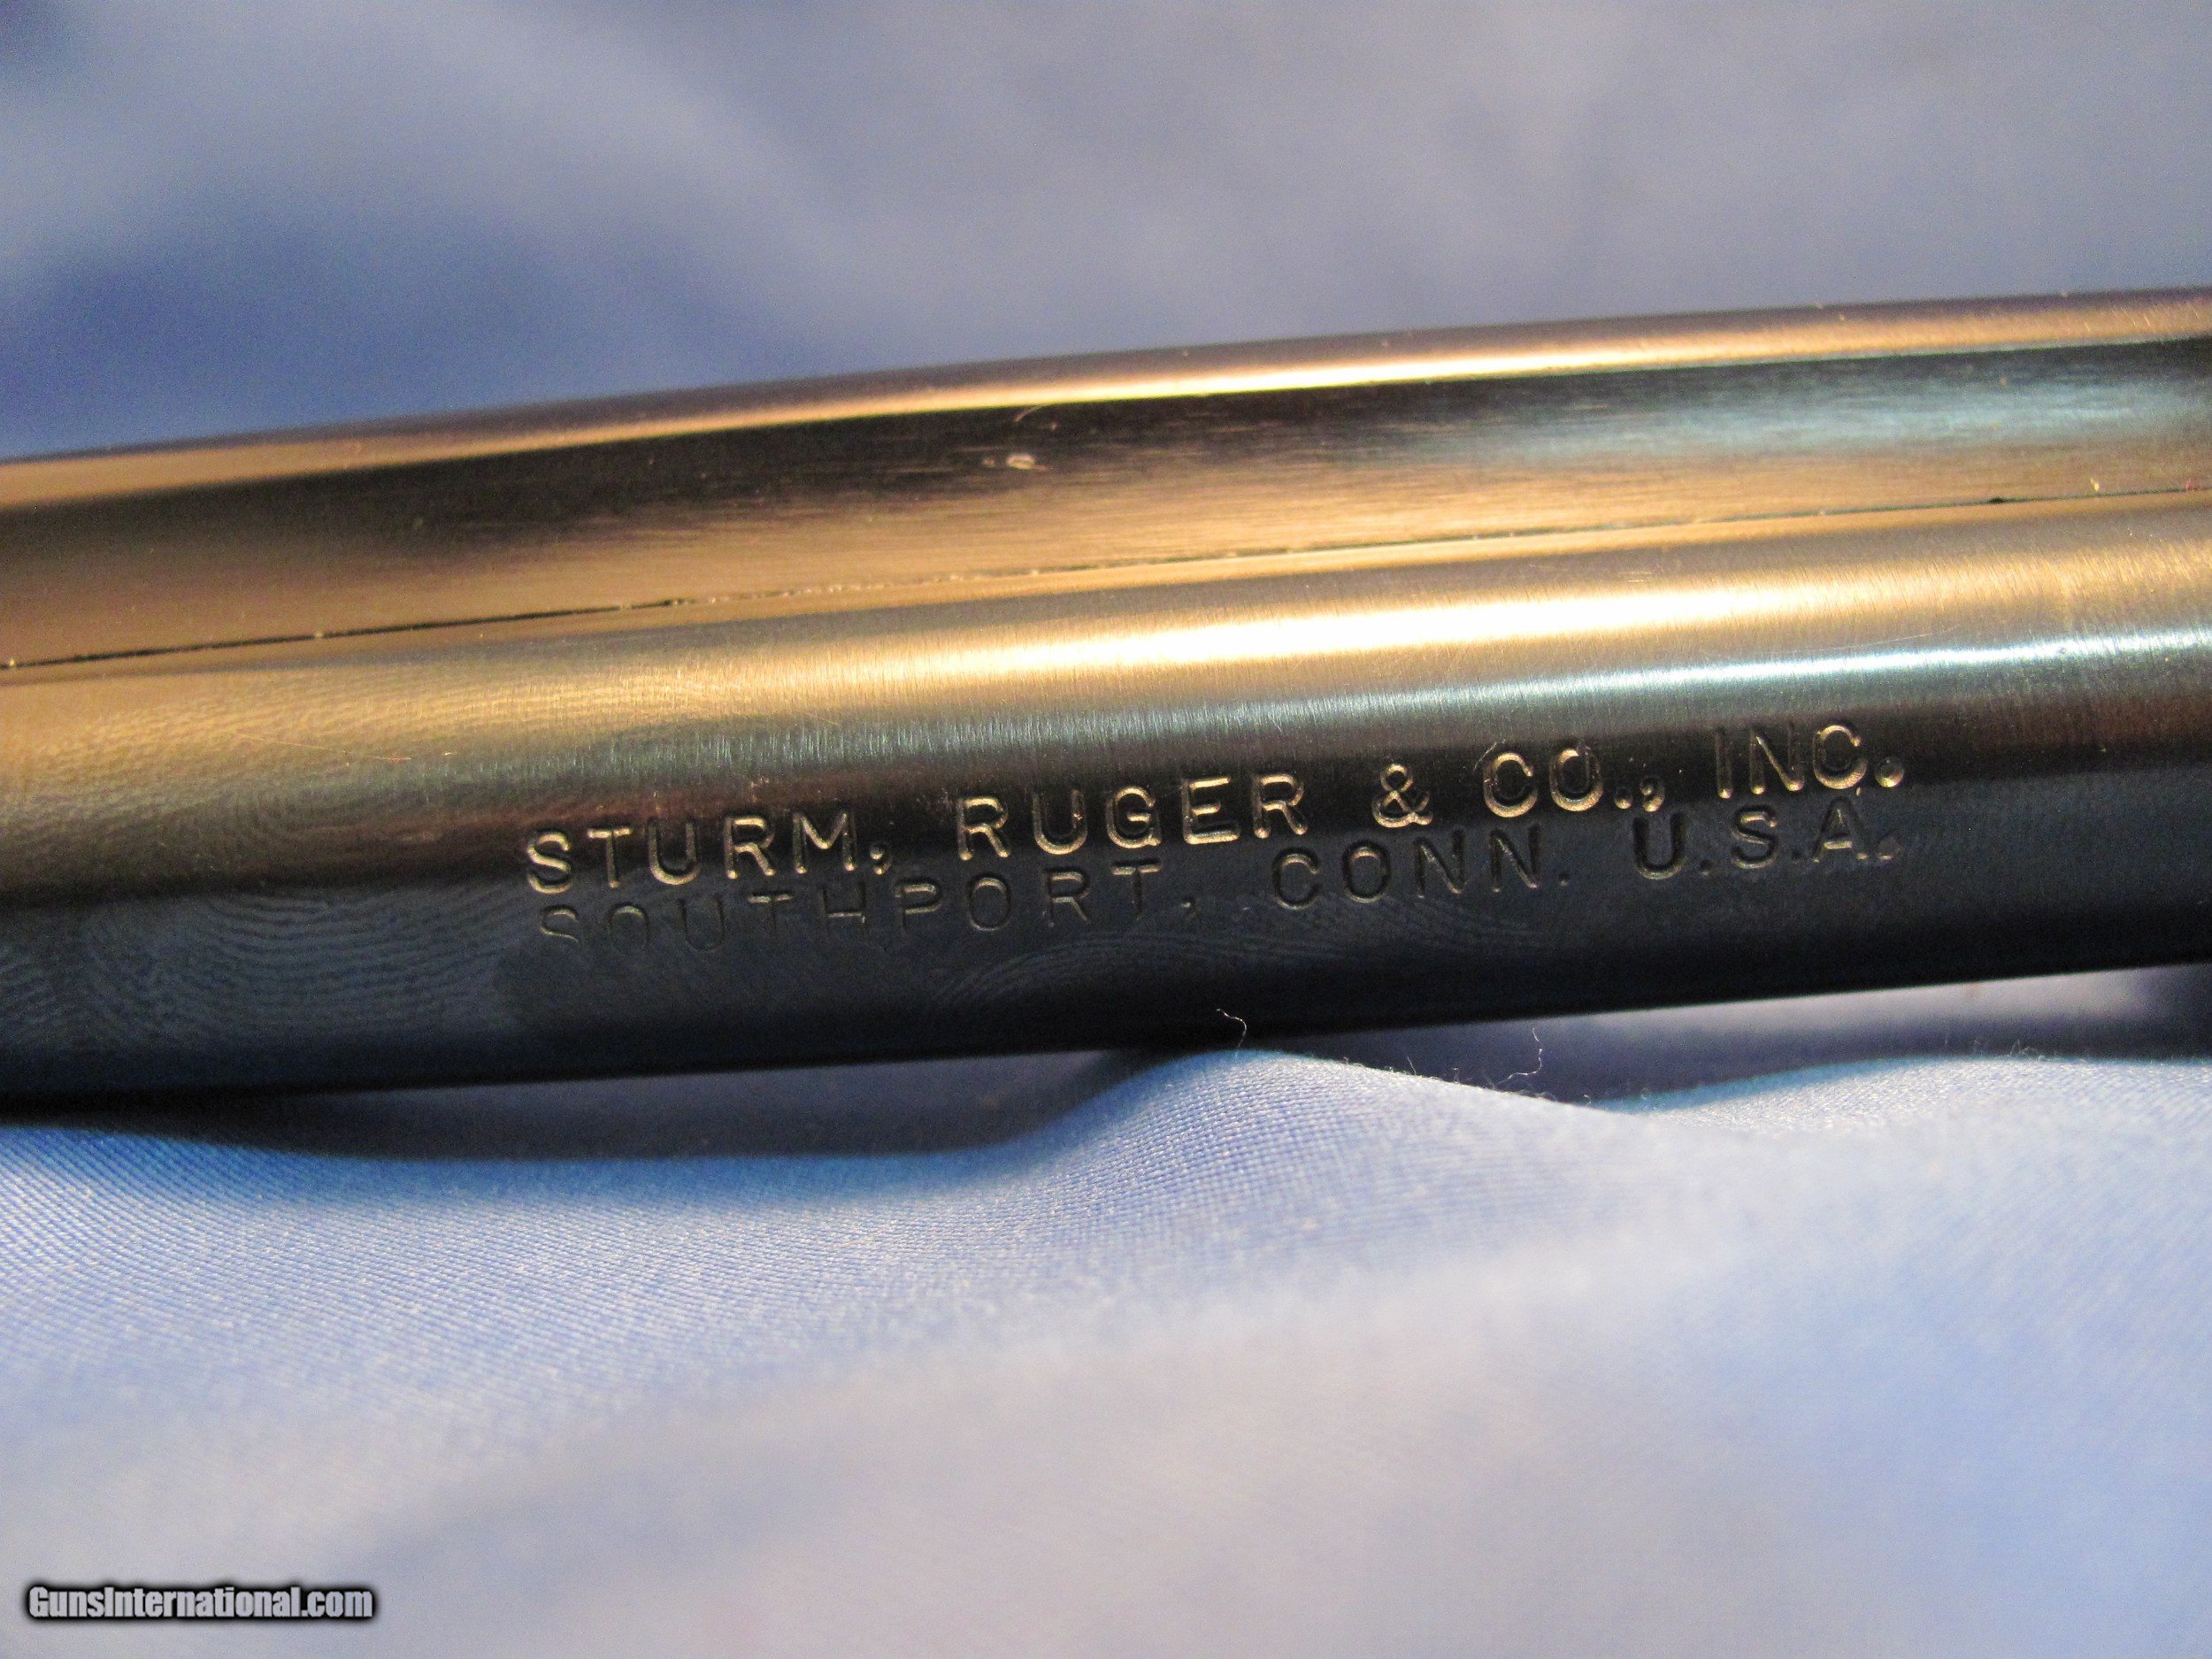 STURM, RUGER & CO., INC.
SOUTHPORT, CONN. U.S.A.
GunsInternational.com